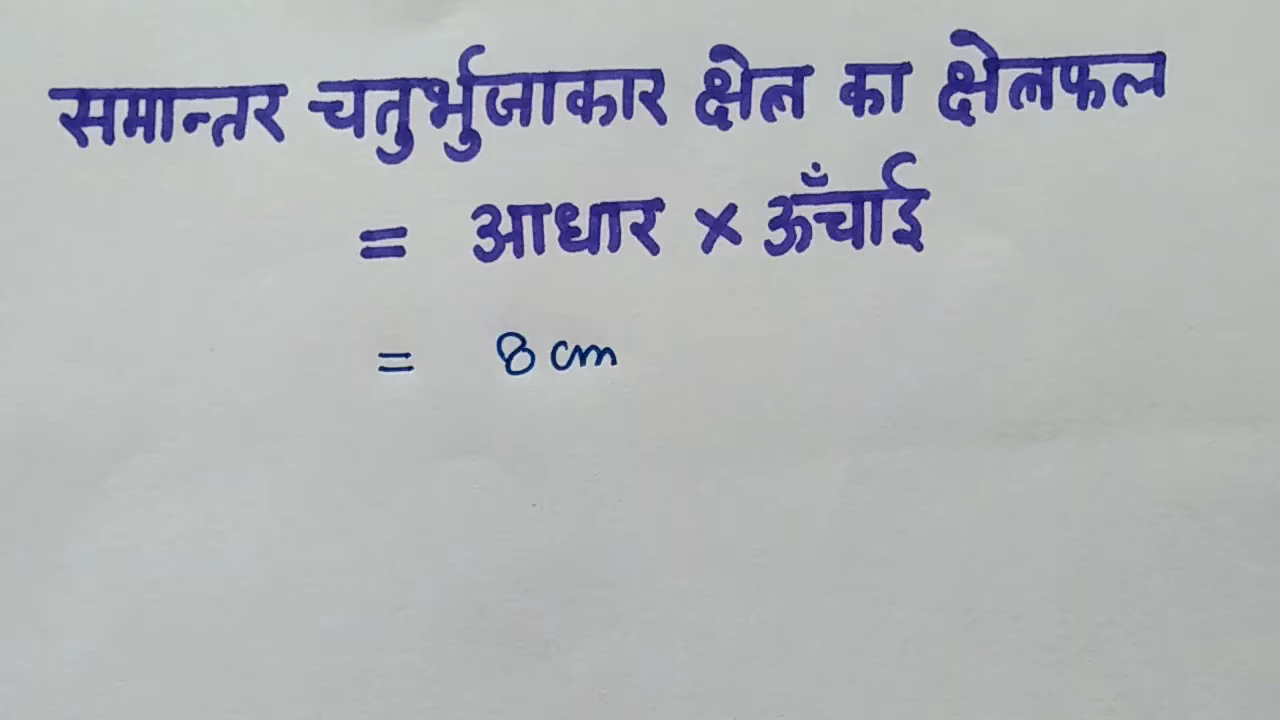 समान्तर चतुर्भुजाकार क्षेत्र का क्षेत्रफल
= आधार × ऊँचाई
= 8 cm